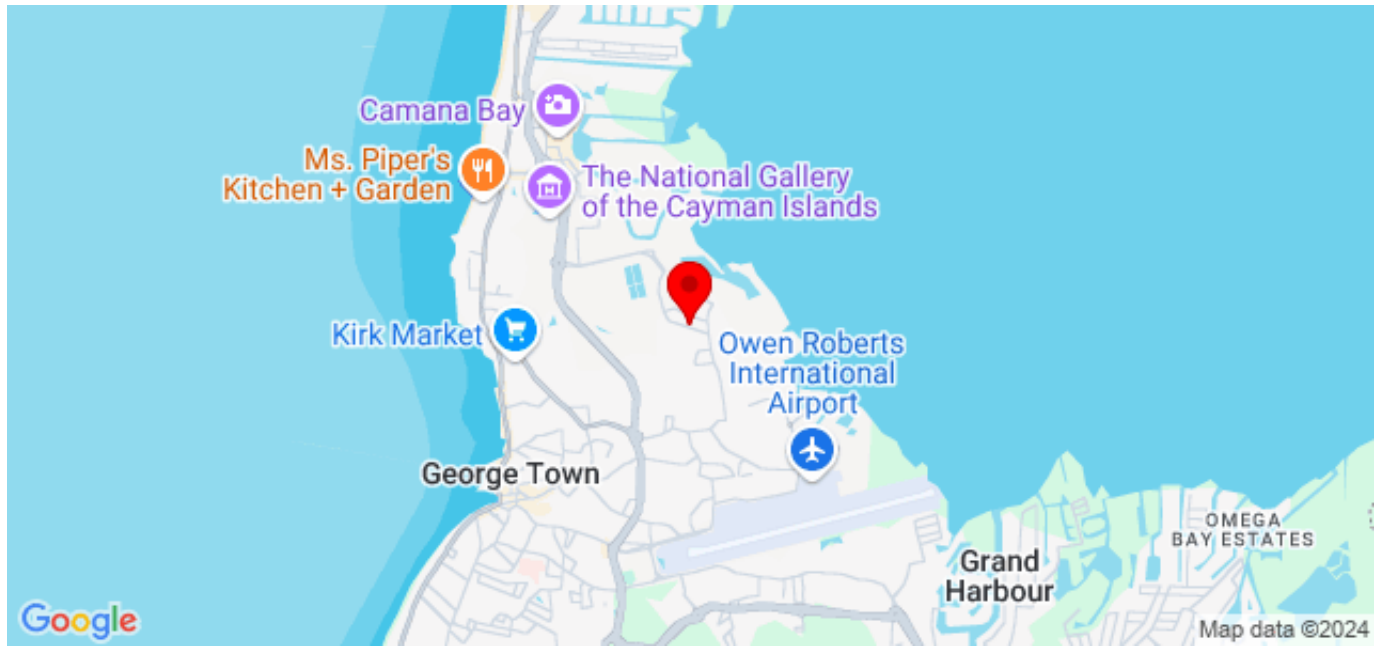 Camana Bay
Ms. Piper's
Kitchen + Garden
The National Gallery
of the Cayman Islands
Kirk Market
Owen Roberts
International
Airport
George Town
OMEGA
BAY ESTATES
Grand
Harbour
Google
Map data ©2024